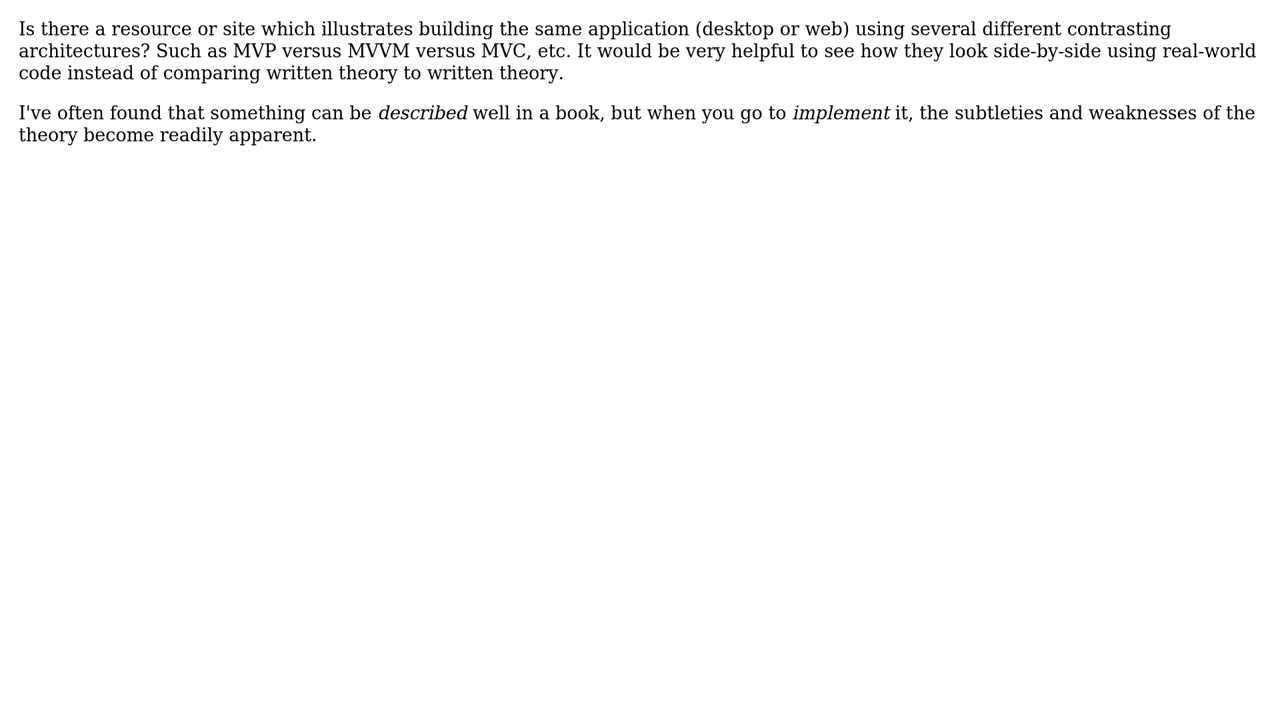 Is there a resource or site which illustrates building the same application (desktop or web) using several different contrasting
architectures? Such as MVP versus MVVM versus MVC, etc. It would be very helpful to see how they look side-by-side using real-world
code instead of comparing written theory to written theory.
I've often found that something can be described well in a book, but when you go to implement it, the subtleties and weaknesses of the
theory become readily apparent.